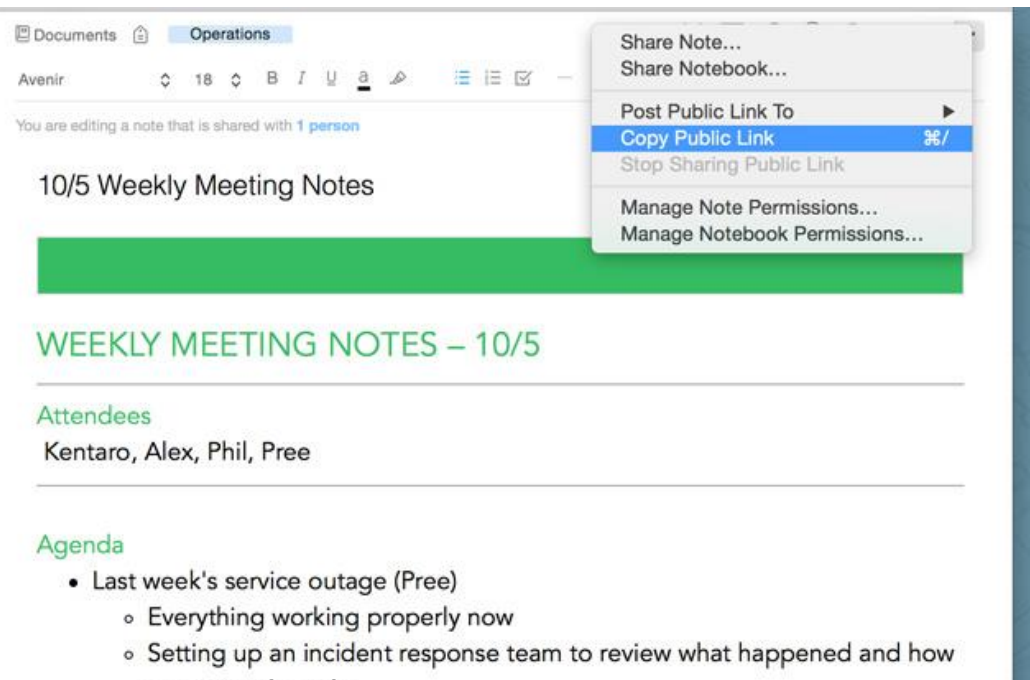 Documents Operations
Avenir 18 B I U a
You are editing a note that is shared with 1 person
Share Note...
Share Notebook...
Post Public Link To
Copy Public Link ⌘/
Stop Sharing Public Link
Manage Note Permissions...
Manage Notebook Permissions...
10/5 Weekly Meeting Notes
WEEKLY MEETING NOTES – 10/5
Attendees
Kentaro, Alex, Phil, Pree
Agenda
• Last week's service outage (Pree)
◦ Everything working properly now
◦ Setting up an incident response team to review what happened and how